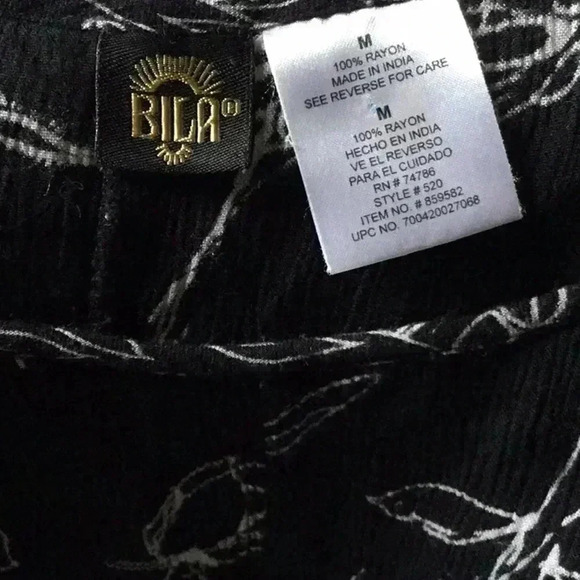 BILA®
M
100% RAYON
MADE IN INDIA
SEE REVERSE FOR CARE
M
100% RAYON
HECHO EN INDIA
VE EL REVERSO
PARA EL CUIDADO
RN # 74786
STYLE # 520
ITEM NO. # 859582
UPC NO. 700420027068